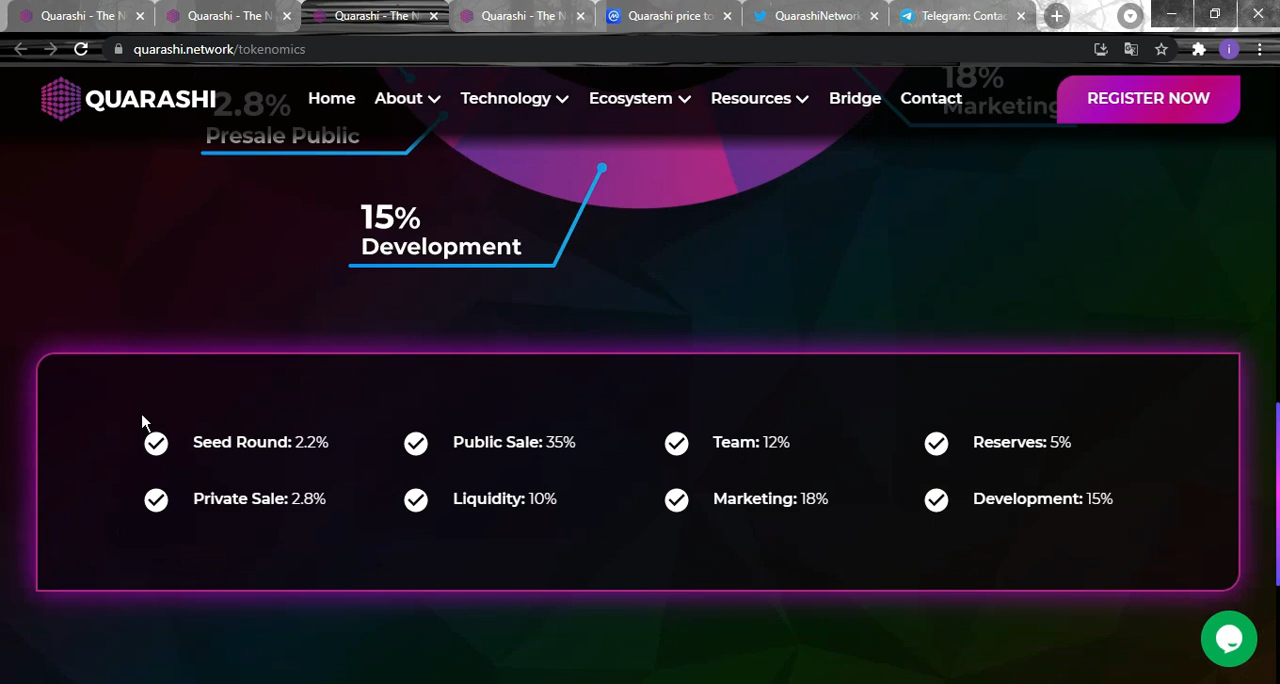 Quarashi - The N
Quarashi - The N
Quarashi - The N
Quarashi - The N
Quarashi price to
QuarashiNetwork
Telegram: Contac
i
quarashi.network/tokenomics
QUARASHI
Home
About
Technology
Ecosystem
Resources
Bridge
Contact
REGISTER NOW
2.8%
Presale Public
18%
Marketing
15%
Development
Seed Round: 2.2%
Public Sale: 35%
Team: 12%
Reserves: 5%
Private Sale: 2.8%
Liquidity: 10%
Marketing: 18%
Development: 15%